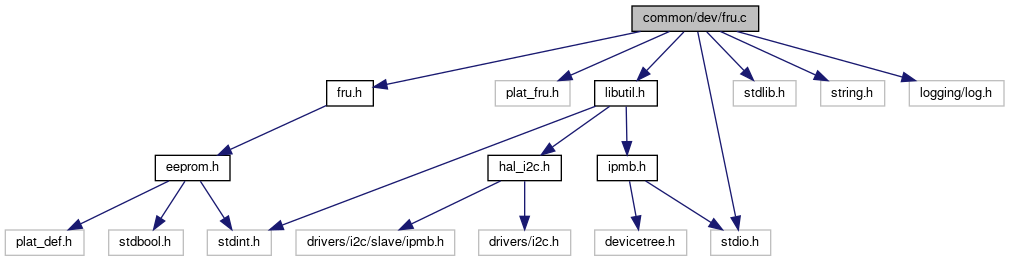 common/dev/fru.c
fru.h
plat_fru.h
libutil.h
stdlib.h
string.h
logging/log.h
eeprom.h
hal_i2c.h
ipmb.h
plat_def.h
stdbool.h
stdint.h
drivers/i2c/slave/ipmb.h
drivers/i2c.h
devicetree.h
stdio.h